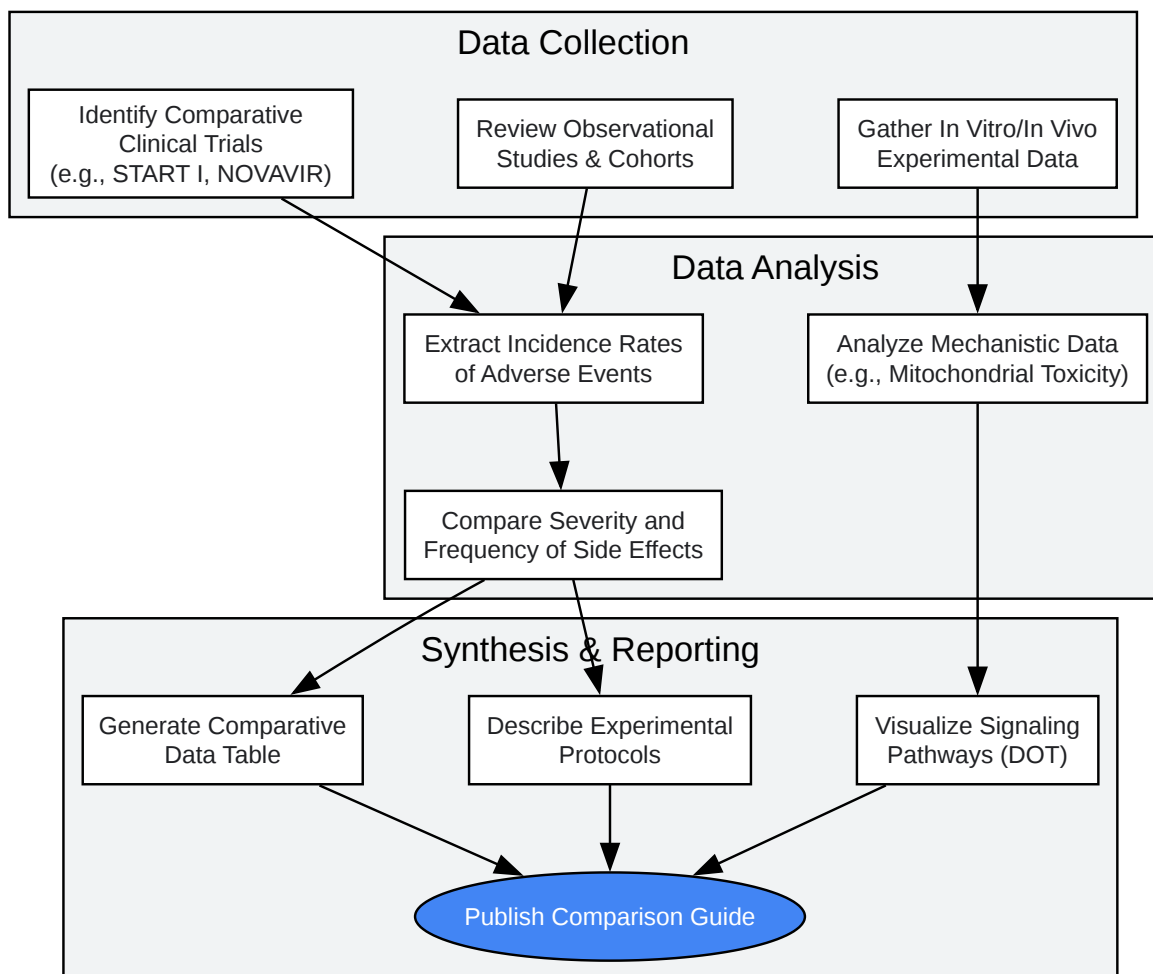 Data Collection
Identify Comparative
Clinical Trials
(e.g., START I, NOVAVIR)
Review Observational
Studies & Cohorts
Gather In Vitro/In Vivo
Experimental Data
Data Analysis
Extract Incidence Rates
of Adverse Events
Analyze Mechanistic Data
(e.g., Mitochondrial Toxicity)
Compare Severity and
Frequency of Side Effects
Synthesis & Reporting
Generate Comparative
Data Table
Describe Experimental
Protocols
Visualize Signaling
Pathways (DOT)
Publish Comparison Guide